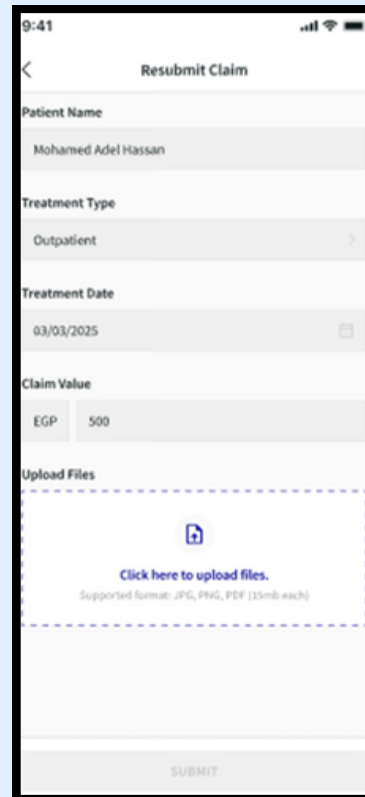 9:41
Resubmit Claim
Patient Name
Mohamed Adel Hassan
Treatment Type
Outpatient
Treatment Date
03/03/2025
Claim Value
EGP 500
Upload Files
Click here to upload files.
Supported format: JPG, PNG, PDF (15mb each)
SUBMIT